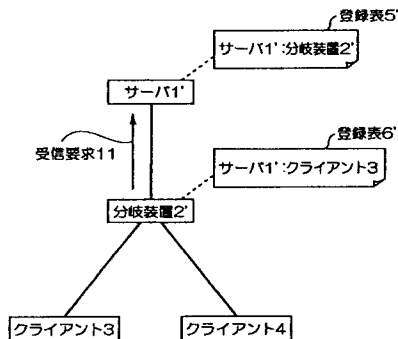 登録表5'
サーバ1':分岐装置2'
サーバ1'
受信要求11
登録表6'
サーバ1':クライアント3
分岐装置2'
クライアント3
クライアント4